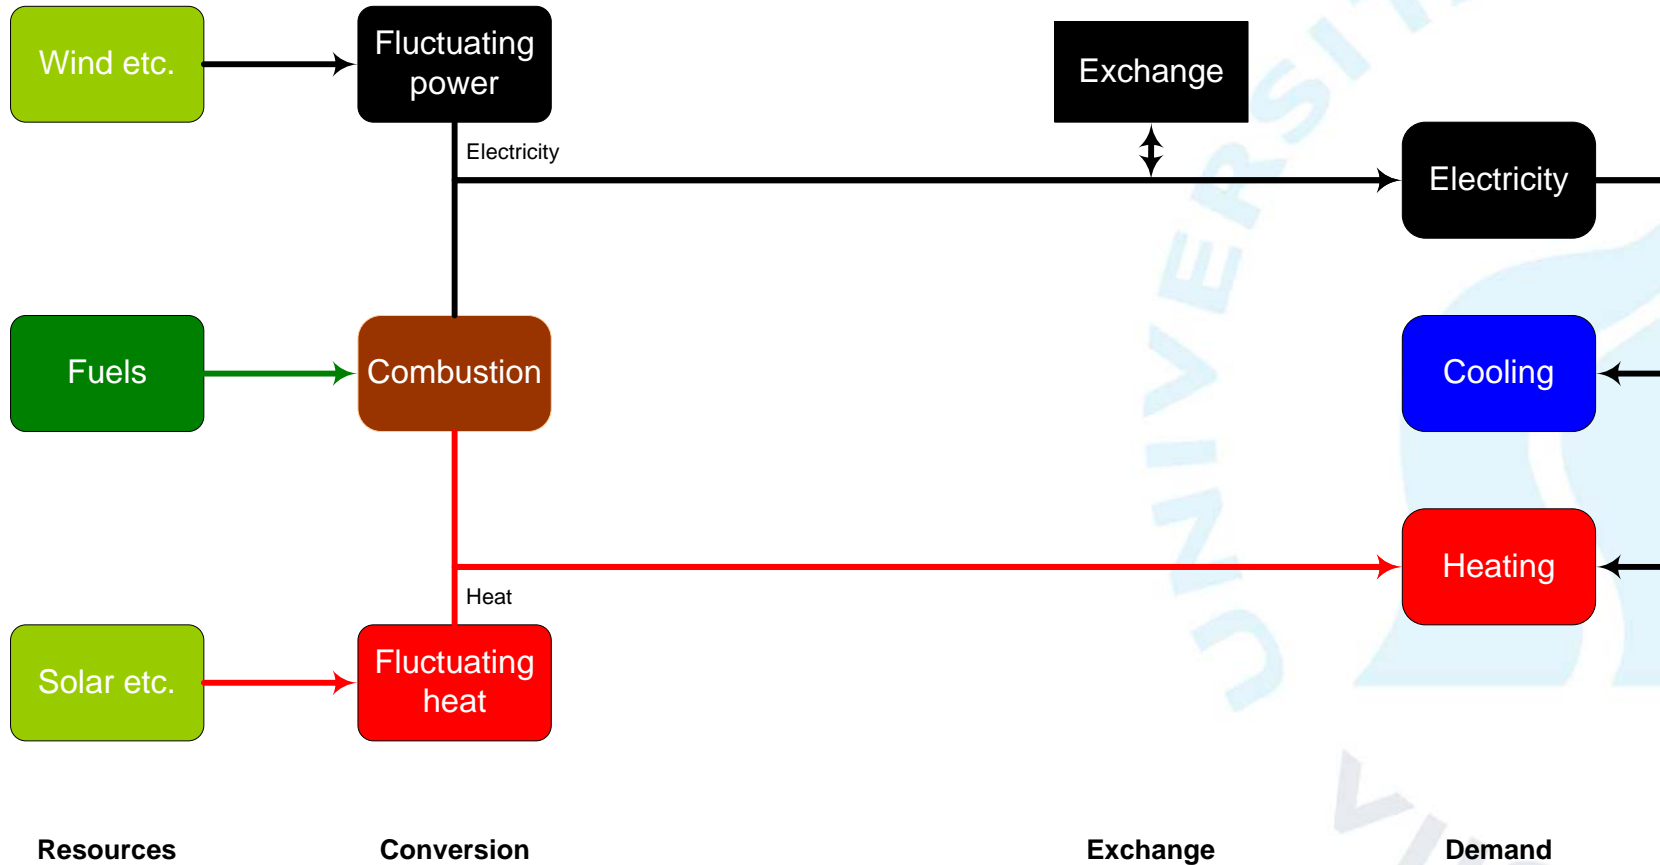 Wind etc.
Fluctuating
power
Exchange
Electricity
Electricity
Fuels
Combustion
Cooling
Heating
Heat
Solar etc.
Fluctuating
heat
UNIVERSIT
Resources
Conversion
Exchange
Demand